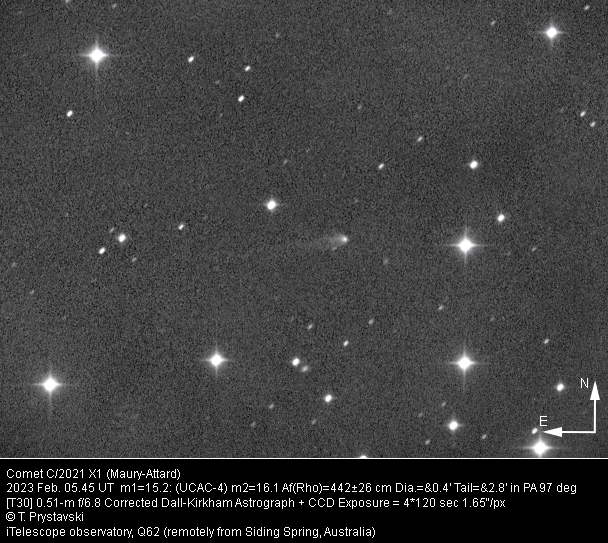 N
E
Comet C/2021 X1 (Maury-Attard)
2023 Feb. 05.45 UT  m1=15.2: (UCAC-4) m2=16.1 Af(Rho)=442±26 cm Dia.=&0.4' Tail=&2.8' in PA 97 deg
[T30] 0.51-m f/6.8 Corrected Dall-Kirkham Astrograph + CCD Exposure = 4*120 sec 1.65"/px
© T. Prystavski
iTelescope observatory, Q62 (remotely from Siding Spring, Australia)